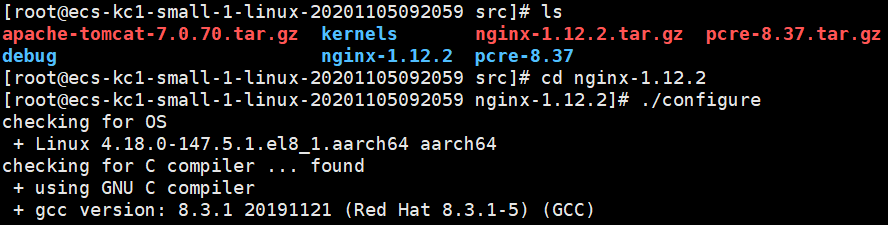 [root@ecs-kc1-small-1-linux-20201105092059 src]# ls
apache-tomcat-7.0.70.tar.gz  kernels       nginx-1.12.2.tar.gz  pcre-8.37.tar.gz
debug                        nginx-1.12.2  pcre-8.37
[root@ecs-kc1-small-1-linux-20201105092059 src]# cd nginx-1.12.2
[root@ecs-kc1-small-1-linux-20201105092059 nginx-1.12.2]# ./configure
checking for OS
 + Linux 4.18.0-147.5.1.el8_1.aarch64 aarch64
checking for C compiler ... found
 + using GNU C compiler
 + gcc version: 8.3.1 20191121 (Red Hat 8.3.1-5) (GCC)